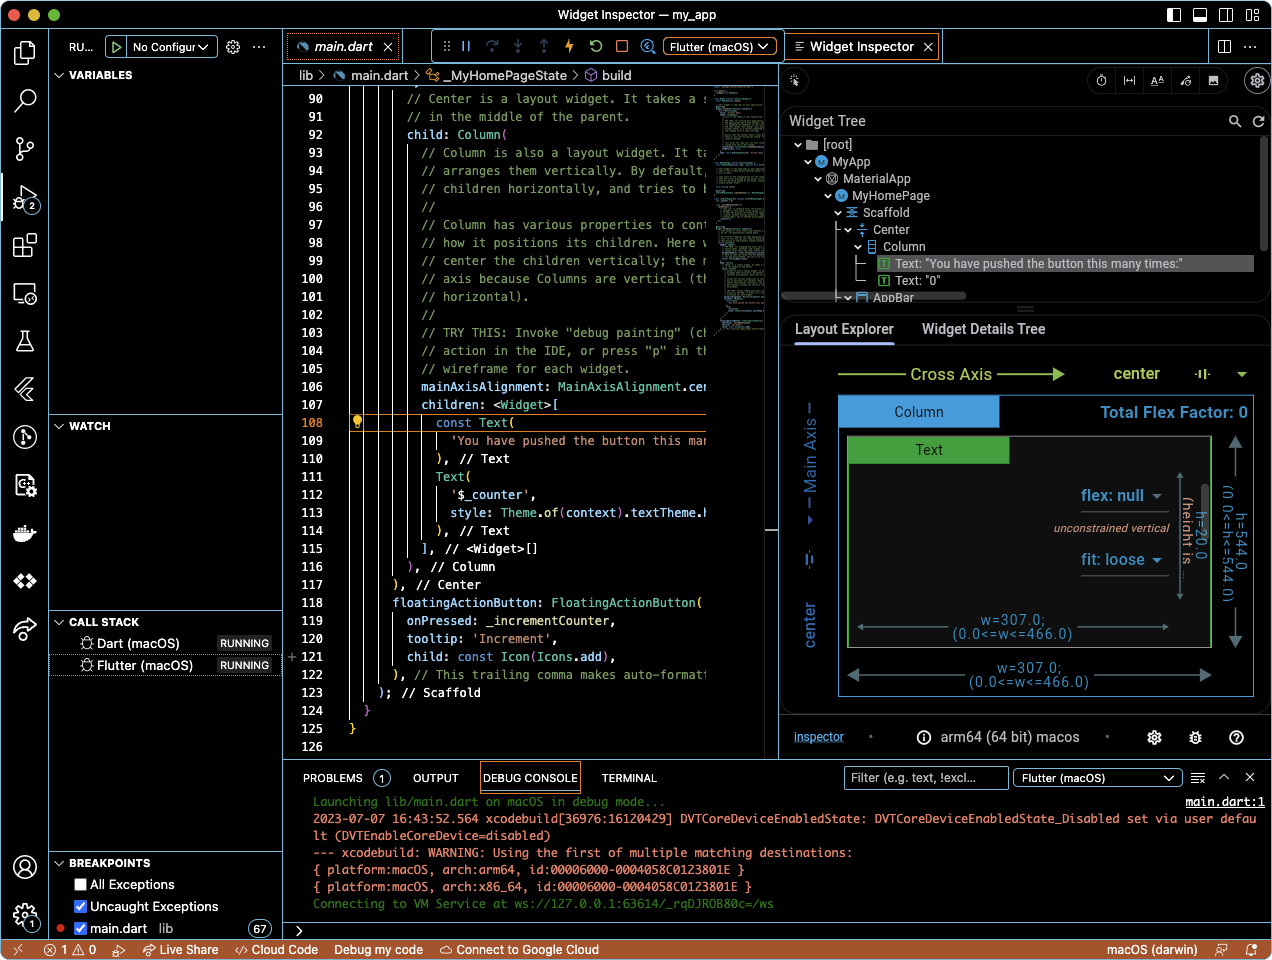 Widget Inspector — my_app
RU...
No Configur
main.dart
Flutter (macOS)
Widget Inspector
VARIABLES
lib > main.dart > _MyHomePageState > build
90 // Center is a layout widget. It takes a s
91 // in the middle of the parent.
92 child: Column(
93 // Column is also a layout widget. It ta
94 // arranges them vertically. By default,
95 // children horizontally, and tries to b
96 //
97 // Column has various properties to cont
98 // how it positions its children. Here w
99 // center the children vertically; the m
100 // axis because Columns are vertical (th
101 // horizontal).
102 //
103 // TRY THIS: Invoke "debug painting" (ch
104 // action in the IDE, or press "p" in th
105 // wireframe for each widget.
106 mainAxisAlignment: MainAxisAlignment.cen
107 children: <Widget>[
108 const Text(
109 'You have pushed the button this man
110 ), // Text
111 Text(
112 '$_counter',
113 style: Theme.of(context).textTheme.h
114 ), // Text
115 ], // <Widget>[]
116 ), // Column
117 ), // Center
118 floatingActionButton: FloatingActionButton(
119 onPressed: _incrementCounter,
120 tooltip: 'Increment',
121 child: const Icon(Icons.add),
122 ), // This trailing comma makes auto-formatt
123 ); // Scaffold
124 }
125 }
126
Widget Tree
[root]
MyApp
MaterialApp
MyHomePage
Scaffold
Center
Column
Text: "You have pushed the button this many times:"
Text: "0"
AppBar
Layout Explorer
Widget Details Tree
Cross Axis
center
Main Axis
center
Column
Total Flex Factor: 0
Text
flex: null
unconstrained vertical
fit: loose
(height is ...
h=20.0
h=544.0
(0.0<=h<=544.0)
w=307.0;
(0.0<=w<=466.0)
w=307.0;
(0.0<=w<=466.0)
inspector
arm64 (64 bit) macos
WATCH
CALL STACK
Dart (macOS) RUNNING
Flutter (macOS) RUNNING
BREAKPOINTS
All Exceptions
Uncaught Exceptions
main.dart lib 67
2
1
PROBLEMS 1
OUTPUT
DEBUG CONSOLE
TERMINAL
Filter (e.g. text, !excl...
Flutter (macOS)
Launching lib/main.dart on macOS in debug mode...
main.dart:1
2023-07-07 16:43:52.564 xcodebuild[36976:16120429] DVTCoreDeviceEnabledState: DVTCoreDeviceEnabledState_Disabled set via user defau
lt (DVTEnableCoreDevice=disabled)
--- xcodebuild: WARNING: Using the first of multiple matching destinations:
{ platform:macOS, arch:arm64, id:00006000-0004058C0123801E }
{ platform:macOS, arch:x86_64, id:00006000-0004058C0123801E }
Connecting to VM Service at ws://127.0.0.1:63614/_rqDJROB80c=/ws
1 0
Live Share
Cloud Code
Debug my code
Connect to Google Cloud
macOS (darwin)